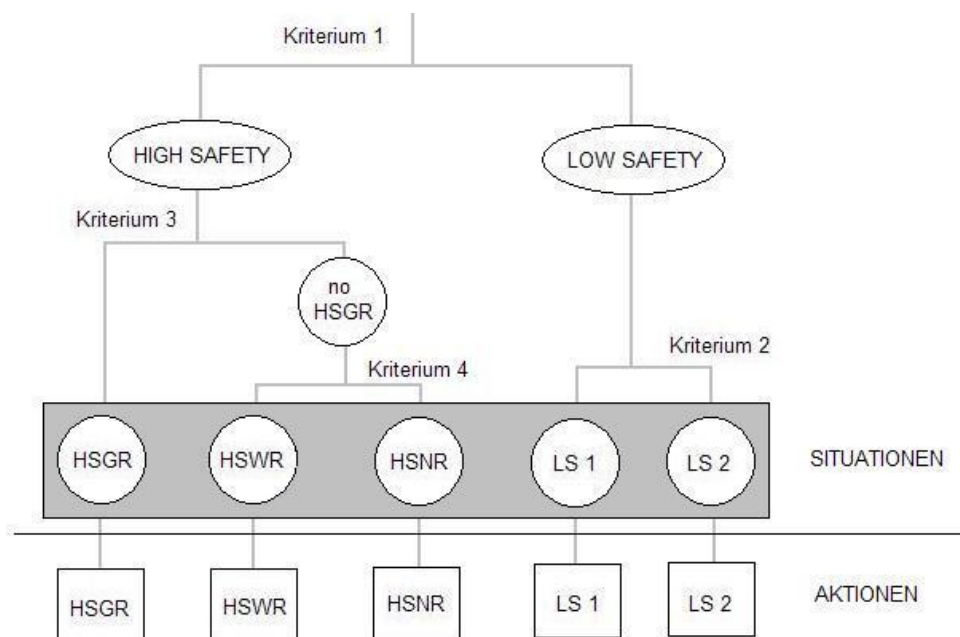 Kriterium 1
HIGH SAFETY
LOW SAFETY
Kriterium 3
no
HSGR
Kriterium 2
Kriterium 4
HSGR
HSWR
HSNR
LS 1
LS 2
SITUATIONEN
HSGR
HSWR
HSNR
LS 1
LS 2
AKTIONEN